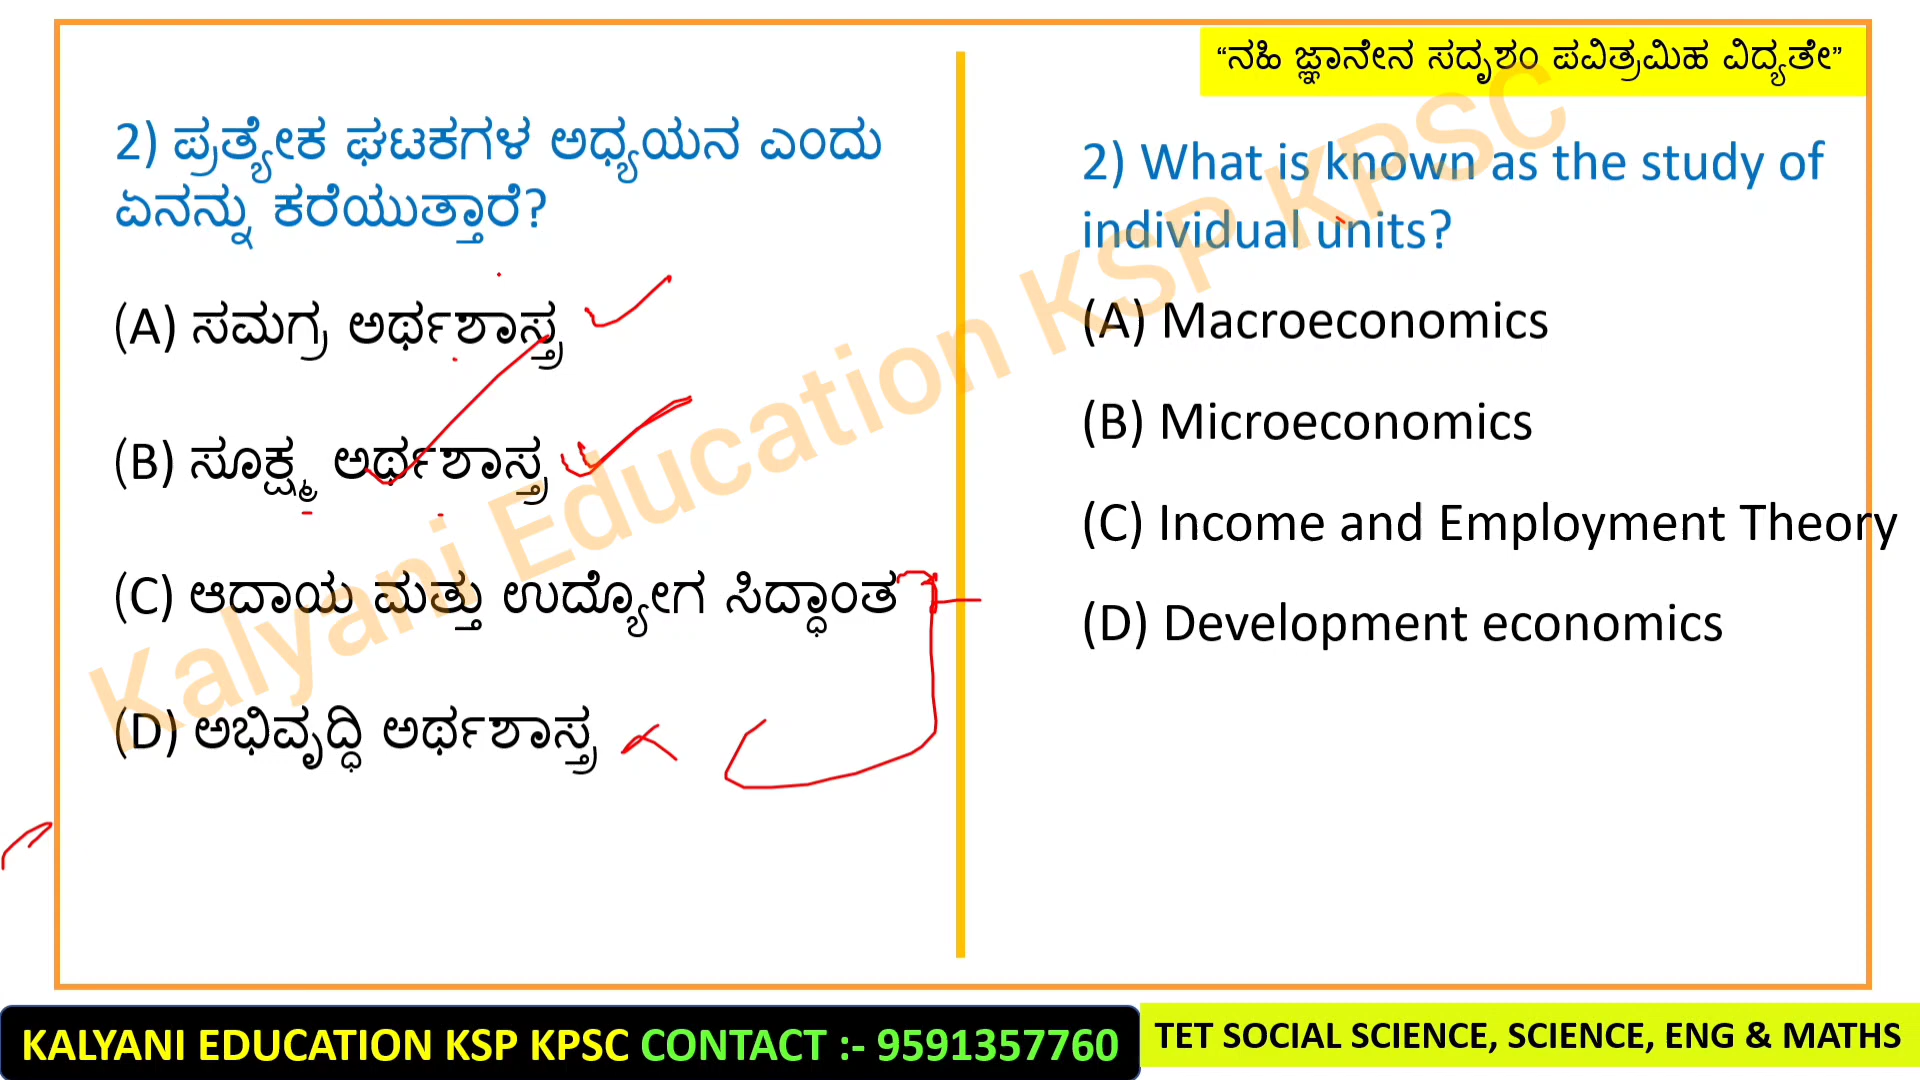 “ನಹಿ ಜ್ಞಾನೇನ ಸದೃಶಂ ಪವಿತ್ರಮಿಹ ವಿದ್ಯತೇ”
2) ಪ್ರತ್ಯೇಕ ಘಟಕಗಳ ಅಧ್ಯಯನ ಎಂದು
ಏನನ್ನು ಕರೆಯುತ್ತಾರೆ?
(A) ಸಮಗ್ರ ಅರ್ಥಶಾಸ್ತ್ರ
(B) ಸೂಕ್ಷ್ಮ ಅರ್ಥಶಾಸ್ತ್ರ
(C) ಆದಾಯ ಮತ್ತು ಉದ್ಯೋಗ ಸಿದ್ಧಾಂತ
(D) ಅಭಿವೃದ್ಧಿ ಅರ್ಥಶಾಸ್ತ್ರ
2) What is known as the study of
individual units?
(A) Macroeconomics
(B) Microeconomics
(C) Income and Employment Theory
(D) Development economics
Kalyani Education KSP KPSC
KALYANI EDUCATION KSP KPSC CONTACT :- 9591357760
TET SOCIAL SCIENCE, SCIENCE, ENG & MATHS